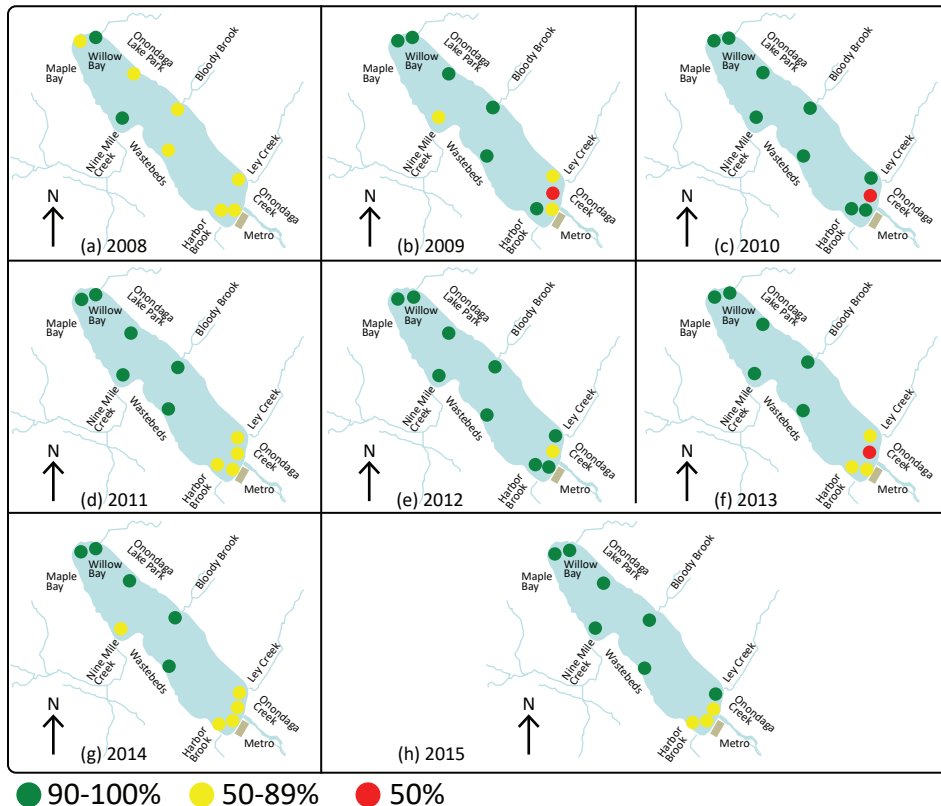 Maple
Bay
Willow
Bay
Onondaga
Lake Park
Bloody Brook
Nine Mile
Creek
Wastebeds
Ley Creek
Onondaga
Creek
Harbor
Brook
Metro
N
(a) 2008
Maple
Bay
Willow
Bay
Onondaga
Lake Park
Bloody Brook
Nine Mile
Creek
Wastebeds
Ley Creek
Onondaga
Creek
Harbor
Brook
Metro
N
(b) 2009
Maple
Bay
Willow
Bay
Onondaga
Lake Park
Bloody Brook
Nine Mile
Creek
Wastebeds
Ley Creek
Onondaga
Creek
Harbor
Brook
Metro
N
(c) 2010
Maple
Bay
Willow
Bay
Onondaga
Lake Park
Bloody Brook
Nine Mile
Creek
Wastebeds
Ley Creek
Onondaga
Creek
Harbor
Brook
Metro
N
(d) 2011
Maple
Bay
Willow
Bay
Onondaga
Lake Park
Bloody Brook
Nine Mile
Creek
Wastebeds
Ley Creek
Onondaga
Creek
Harbor
Brook
Metro
N
(e) 2012
Maple
Bay
Willow
Bay
Onondaga
Lake Park
Bloody Brook
Nine Mile
Creek
Wastebeds
Ley Creek
Onondaga
Creek
Harbor
Brook
Metro
N
(f) 2013
Maple
Bay
Willow
Bay
Onondaga
Lake Park
Bloody Brook
Nine Mile
Creek
Wastebeds
Ley Creek
Onondaga
Creek
Harbor
Brook
Metro
N
(g) 2014
Maple
Bay
Willow
Bay
Onondaga
Lake Park
Bloody Brook
Nine Mile
Creek
Wastebeds
Ley Creek
Onondaga
Creek
Harbor
Brook
Metro
N
(h) 2015
90-100% 50-89% 50%